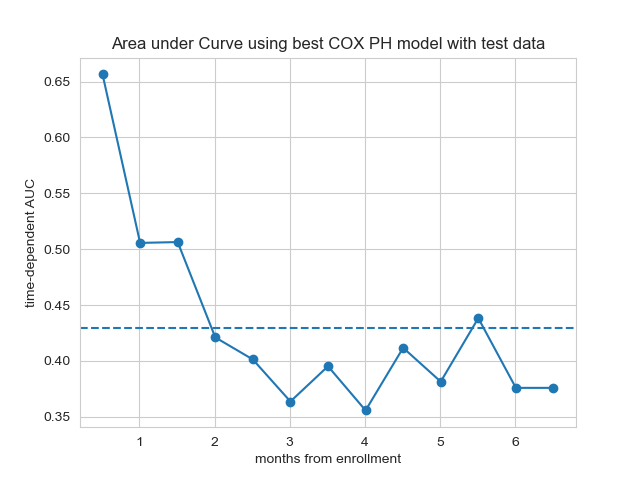 Area under Curve using best COX PH model with test data
time-dependent AUC
0.65
0.60
0.55
0.50
0.45
0.40
0.35
1 2 3 4 5 6
months from enrollment